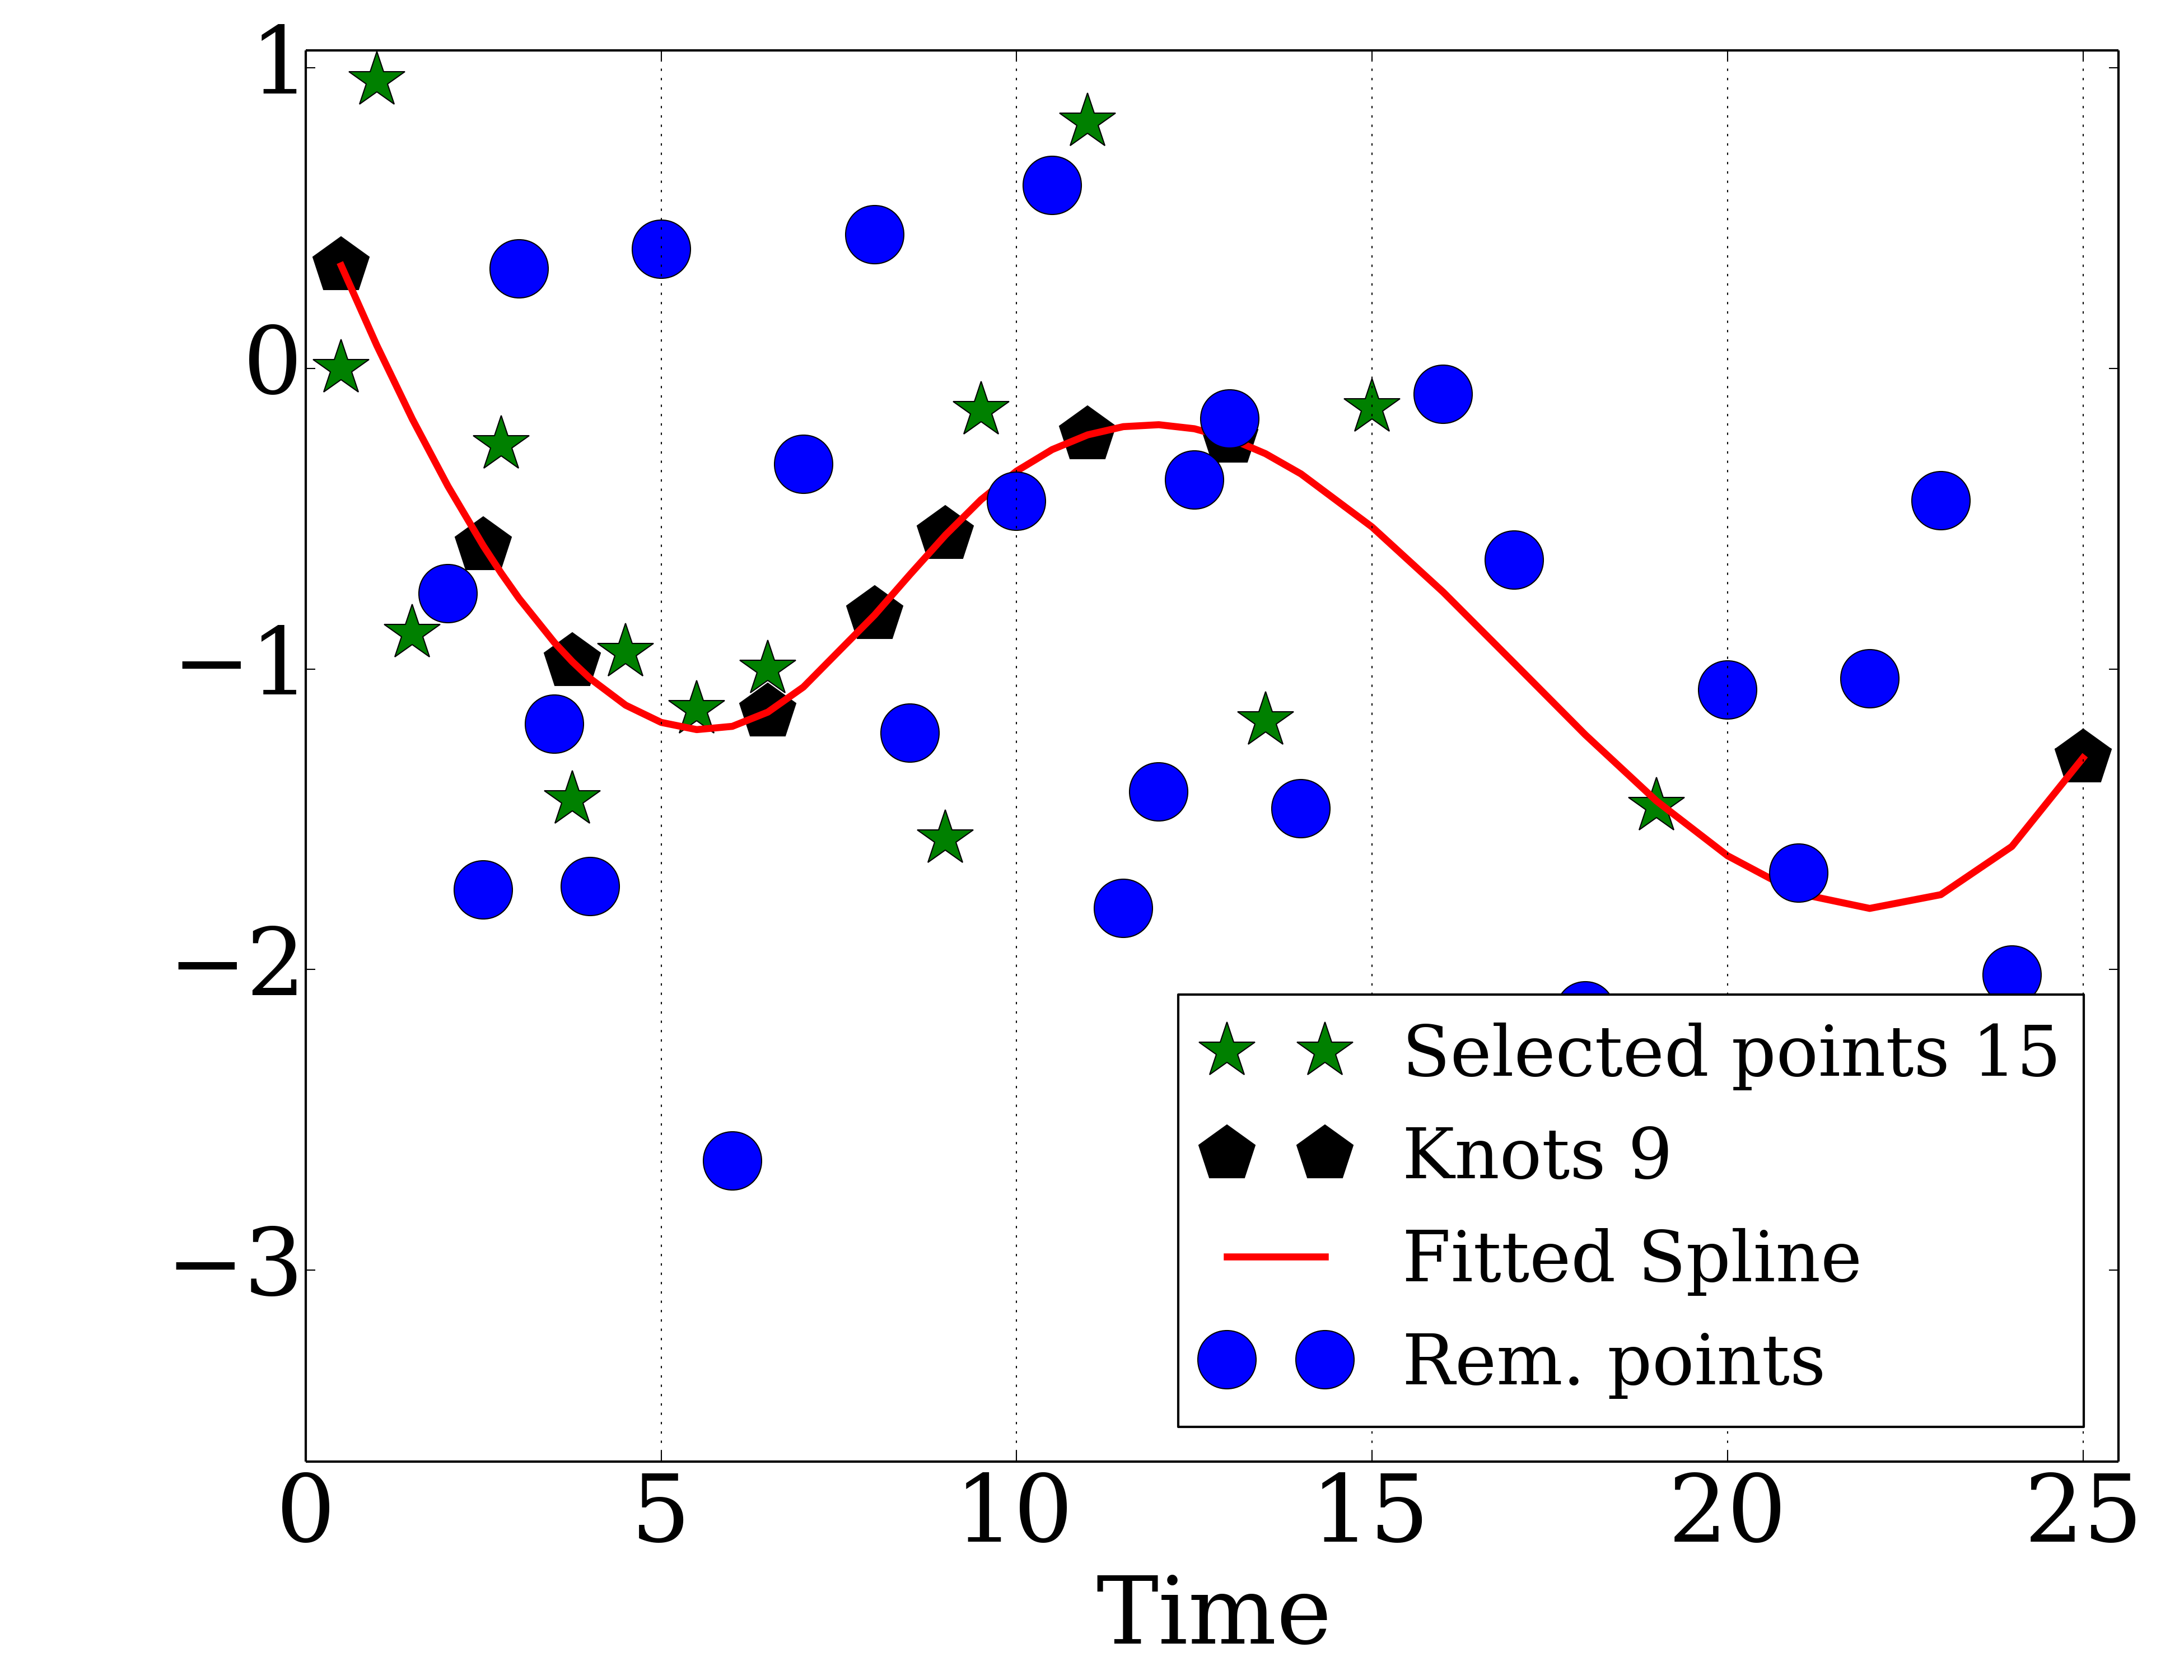 1
0
−1
−2
−3
0 5 10 15 20 25
Time
Selected points 15
Knots 9
Fitted Spline
Rem. points